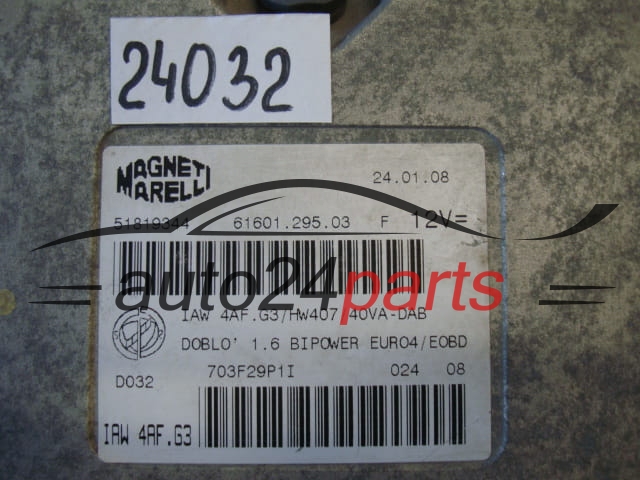 24032
MAGNETI MARELLI
24.01.08
51819344 61601.295.03 F 12V=
auto24parts
IAW 4AF.G3/HW407 40VA-DAB
DOBLO' 1.6 BIPOWER EURO4/EOBD
D032 703F29P1I 024 08
IAW 4AF.G3